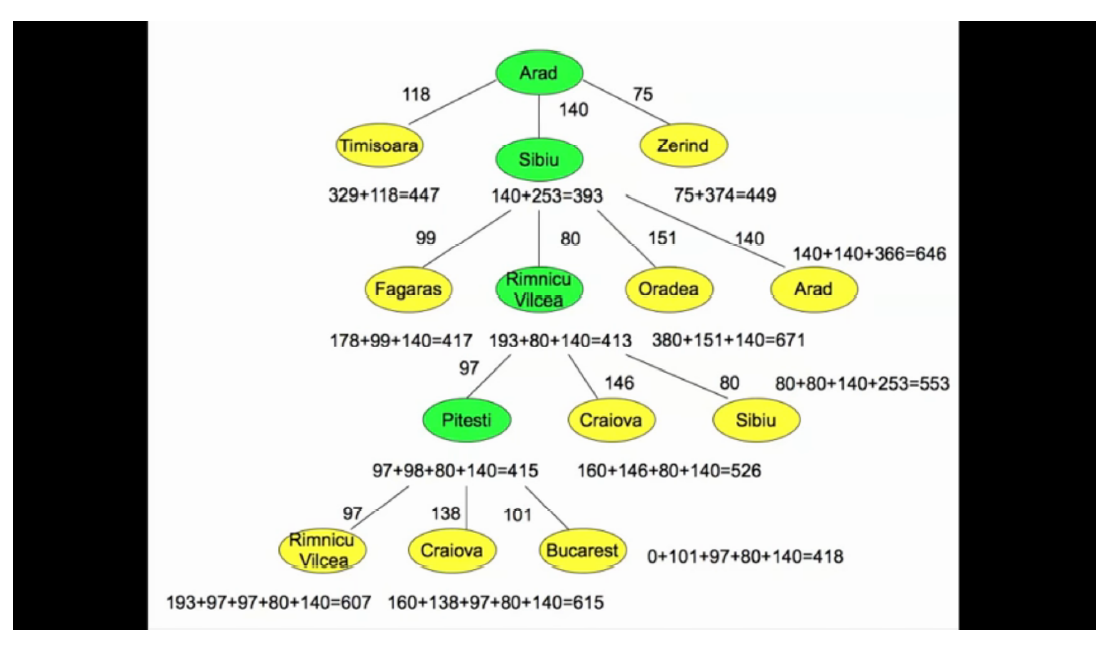 Arad
118
140
75
Timisoara
Sibiu
Zerind
329+118=447
140+253=393
75+374=449
99
80
151
140
140+140+366=646
Fagaras
Rimnicu
Vilcea
Oradea
Arad
178+99+140=417
193+80+140=413
380+151+140=671
97
146
80
80+80+140+253=553
Pitesti
Craiova
Sibiu
97+98+80+140=415
160+146+80+140=526
97
138
101
Rimnicu
Vilcea
Craiova
Bucarest
0+101+97+80+140=418
193+97+97+80+140=607
160+138+97+80+140=615